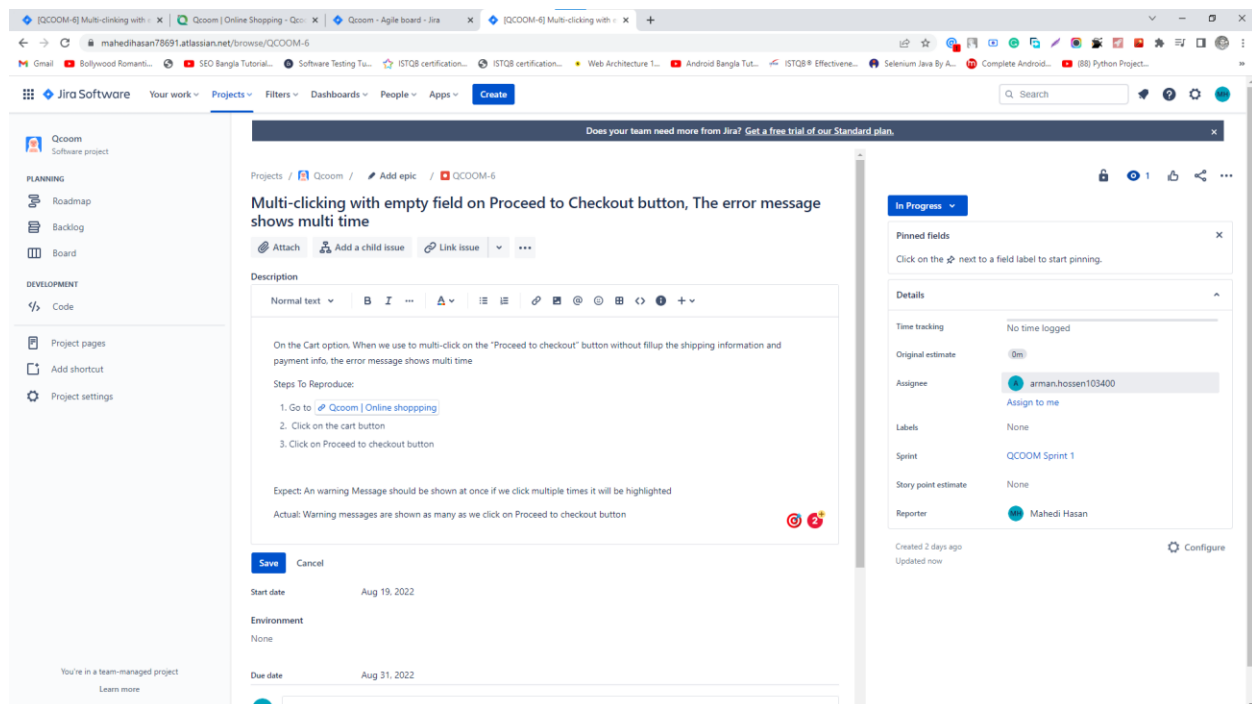 [QCOOM-6] Multi-clinking with e
Qcoom | Online Shopping - Qcoo
Qcoom - Agile board - Jira
[QCOOM-6] Multi-clicking with e
mahedihasan78691.atlassian.net/browse/QCOOM-6
Gmail
Bollywood Romanti...
SEO Bangla Tutorial...
Software Testing Tu...
ISTQB certification...
ISTQB certification...
Web Architecture 1...
Android Bangla Tut...
ISTQB® Effectivene...
Selenium Java By A...
Complete Android...
(88) Python Project...
Jira Software
Your work
Projects
Filters
Dashboards
People
Apps
Create
Search
MH
Does your team need more from Jira? Get a free trial of our Standard plan.
Qcoom
Software project
PLANNING
Roadmap
Backlog
Board
DEVELOPMENT
Code
Project pages
Add shortcut
Project settings
You're in a team-managed project
Learn more
Projects / Qcoom / Add epic / QCOOM-6
Multi-clicking with empty field on Proceed to Checkout button, The error message
shows multi time
Attach
Add a child issue
Link issue
Description
Normal text
On the Cart option, When we use to multi-click on the "Proceed to checkout" button without fillup the shipping information and
payment info, the error message shows multi time
Steps To Reproduce:
1. Go to Qcoom | Online shoppping
2. Click on the cart button
3. Click on Proceed to checkout button
Expect: An warning Message should be shown at once if we click multiple times it will be highlighted
Actual: Warning messages are shown as many as we click on Proceed to checkout button
2
Save
Cancel
Start date
Aug 19, 2022
Environment
None
Due date
Aug 31, 2022
1
In Progress
Pinned fields
Click on the next to a field label to start pinning.
Details
Time tracking
No time logged
Original estimate
0m
Assignee
A arman.hossen103400
Assign to me
Labels
None
Sprint
QCOOM Sprint 1
Story point estimate
None
Reporter
MH Mahedi Hasan
Created 2 days ago
Updated now
Configure